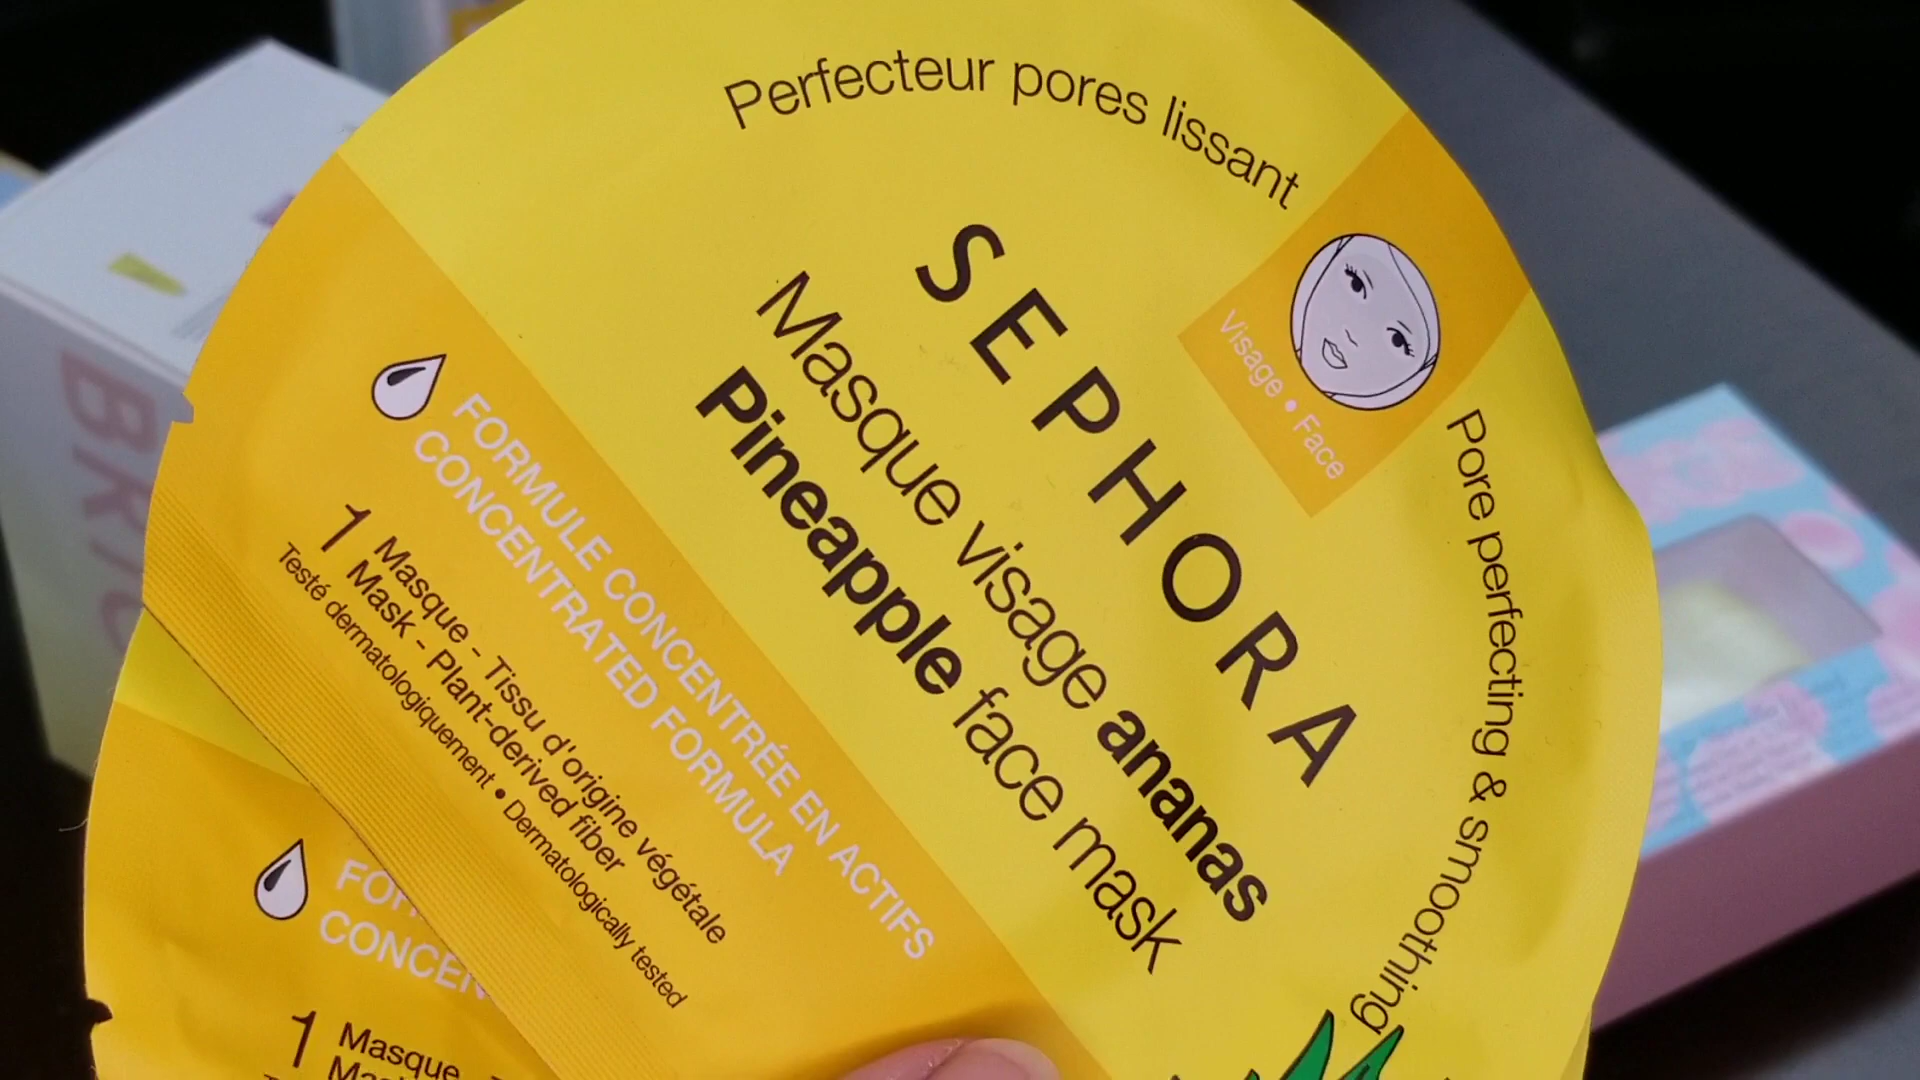 Perfecteur pores lissant
SEPHORA
Masque visage ananas
Pineapple face mask
Visage • Face
Pore perfecting & smoothing
FORMULE CONCENTRÉE EN ACTIFS
CONCENTRATED FORMULA
1 Masque - Tissu d'origine végétale
1 Mask - Plant-derived fiber
Testé dermatologiquement • Dermatologically tested
1 Masque